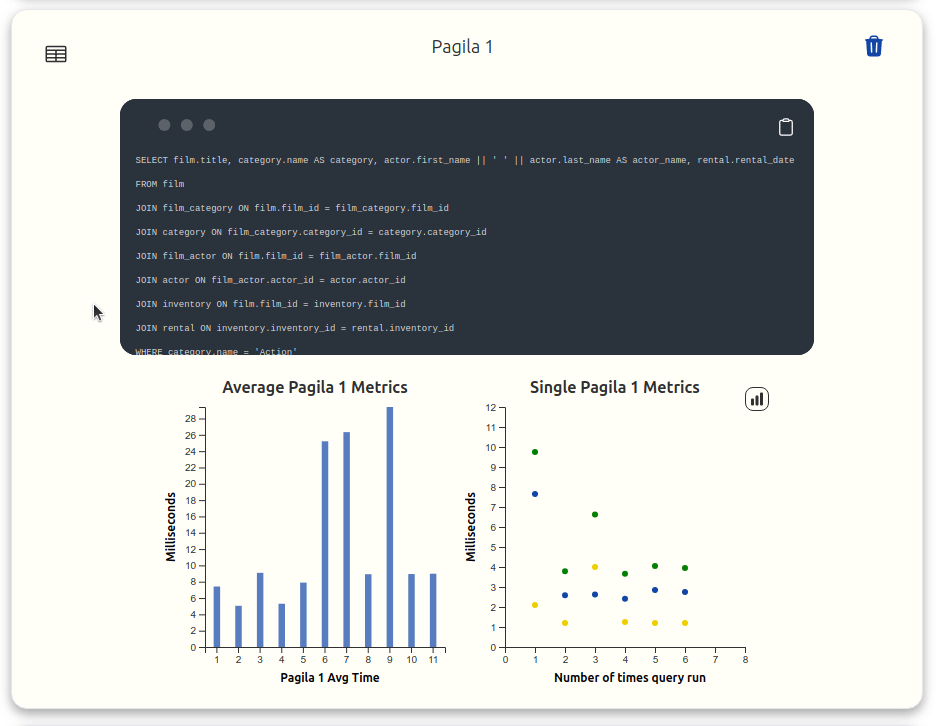 Pagila 1
SELECT film.title, category.name AS category, actor.first_name || ' ' || actor.last_name AS actor_name, rental.rental_date
FROM film
JOIN film_category ON film.film_id = film_category.film_id
JOIN category ON film_category.category_id = category.category_id
JOIN film_actor ON film.film_id = film_actor.film_id
JOIN actor ON film_actor.actor_id = actor.actor_id
JOIN inventory ON film.film_id = inventory.film_id
JOIN rental ON inventory.inventory_id = rental.inventory_id
WHERE category.name = 'Action'
Average Pagila 1 Metrics
28
26
24
22
20
18
16
14
12
10
8
6
4
2
0
Milliseconds
1 2 3 4 5 6 7 8 9 10 11
Pagila 1 Avg Time
Single Pagila 1 Metrics
12
11
10
9
8
7
6
5
4
3
2
1
0
Milliseconds
0 1 2 3 4 5 6 7 8
Number of times query run